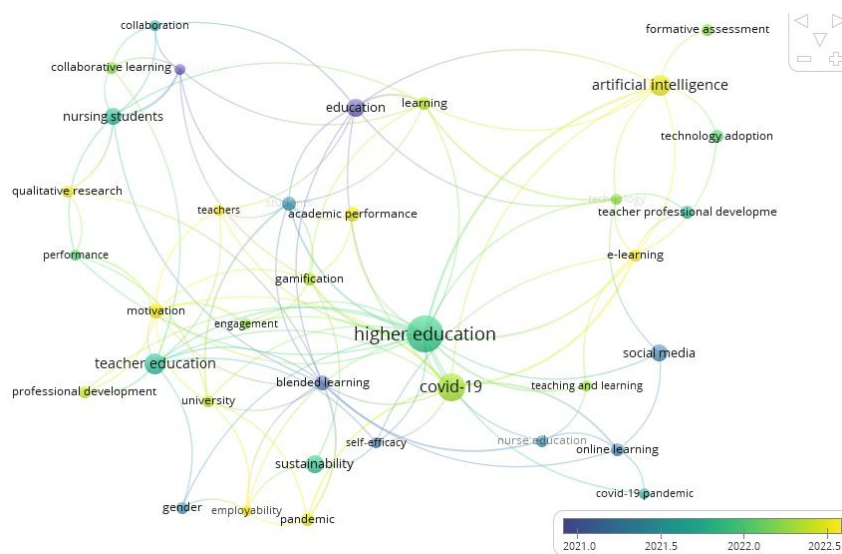 collaboration
formative assessment
collaborative learning
artificial intelligence
education
learning
nursing students
technology adoption
qualitative research
technology
teachers
students
academic performance
teacher professional developme
performance
e-learning
gamification
motivation
engagement
higher education
social media
teacher education
blended learning
covid-19
teaching and learning
professional development
university
self-efficacy
nurse education
online learning
sustainability
covid-19 pandemic
gender
employability
pandemic
2021.0
2021.5
2022.0
2022.5